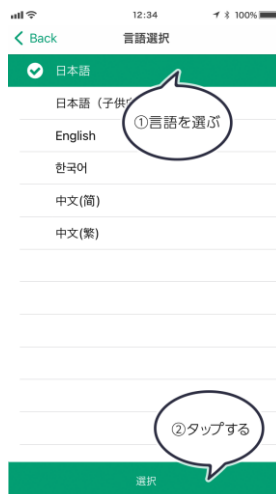 12:34
100%
Back
言語選択
日本語
日本語（子供
①言語を選ぶ
English
한국어
中文(简)
中文(繁)
②タップする
選択